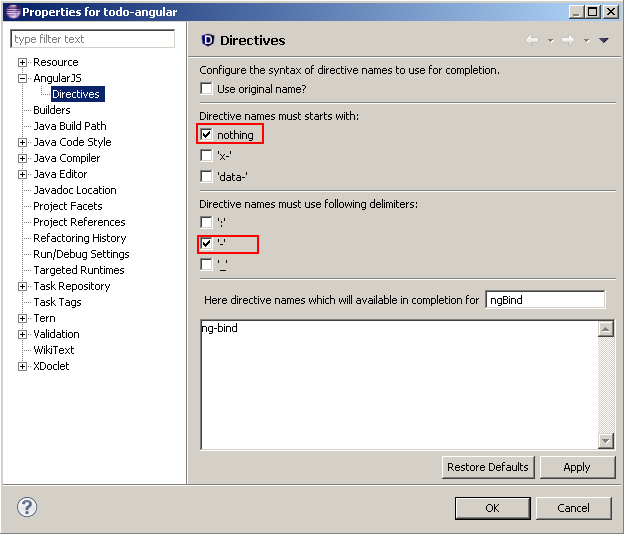 Properties for todo-angular
type filter text
Resource
AngularJS
Directives
Builders
Java Build Path
Java Code Style
Java Compiler
Java Editor
Javadoc Location
Project Facets
Project References
Refactoring History
Run/Debug Settings
Targeted Runtimes
Task Repository
Task Tags
Tern
Validation
WikiText
XDoclet
Directives
Configure the syntax of directive names to use for completion.
Use original name?
Directive names must starts with:
nothing
'x-'
'data-'
Directive names must use following delimiters:
':'
'-'
'_'
Here directive names which will available in completion for ngBind
ng-bind
Restore Defaults Apply
? OK Cancel